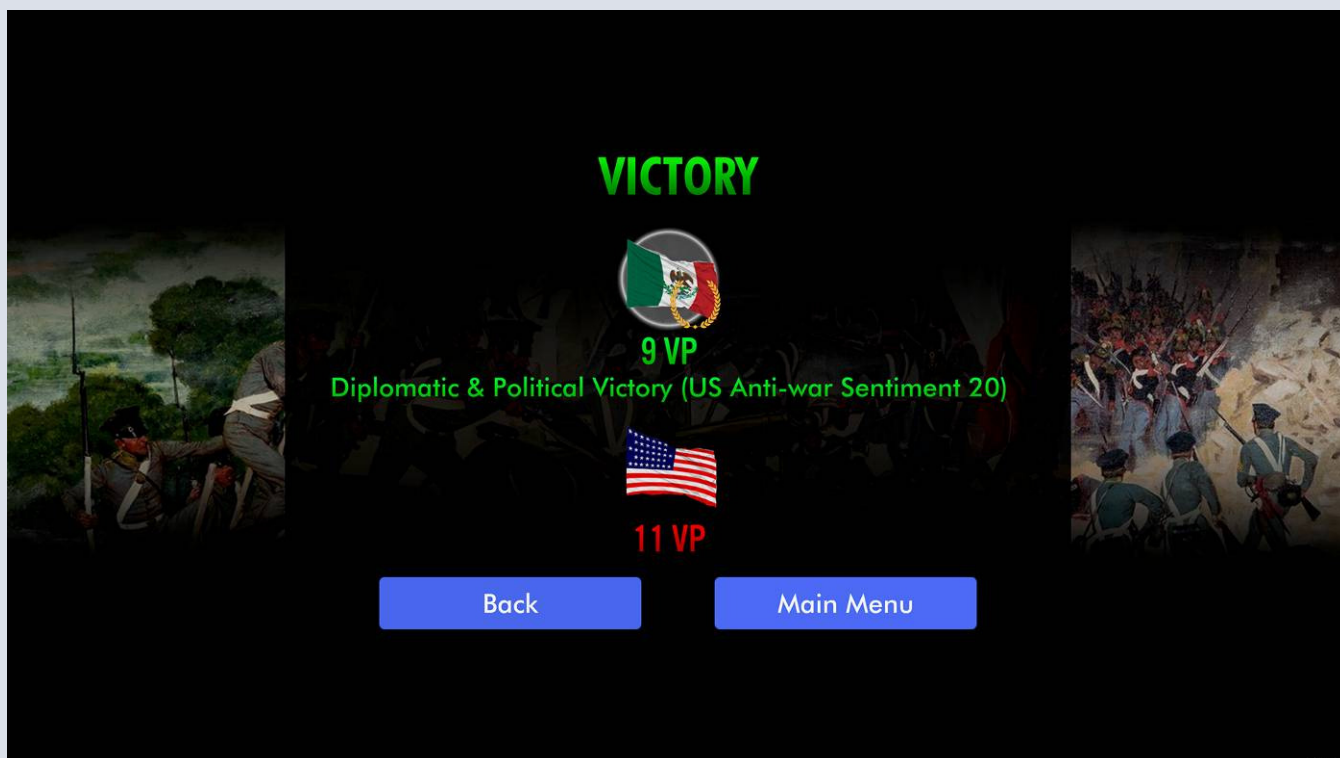 VICTORY
9 VP
Diplomatic & Political Victory (US Anti-war Sentiment 20)
11 VP
Back
Main Menu